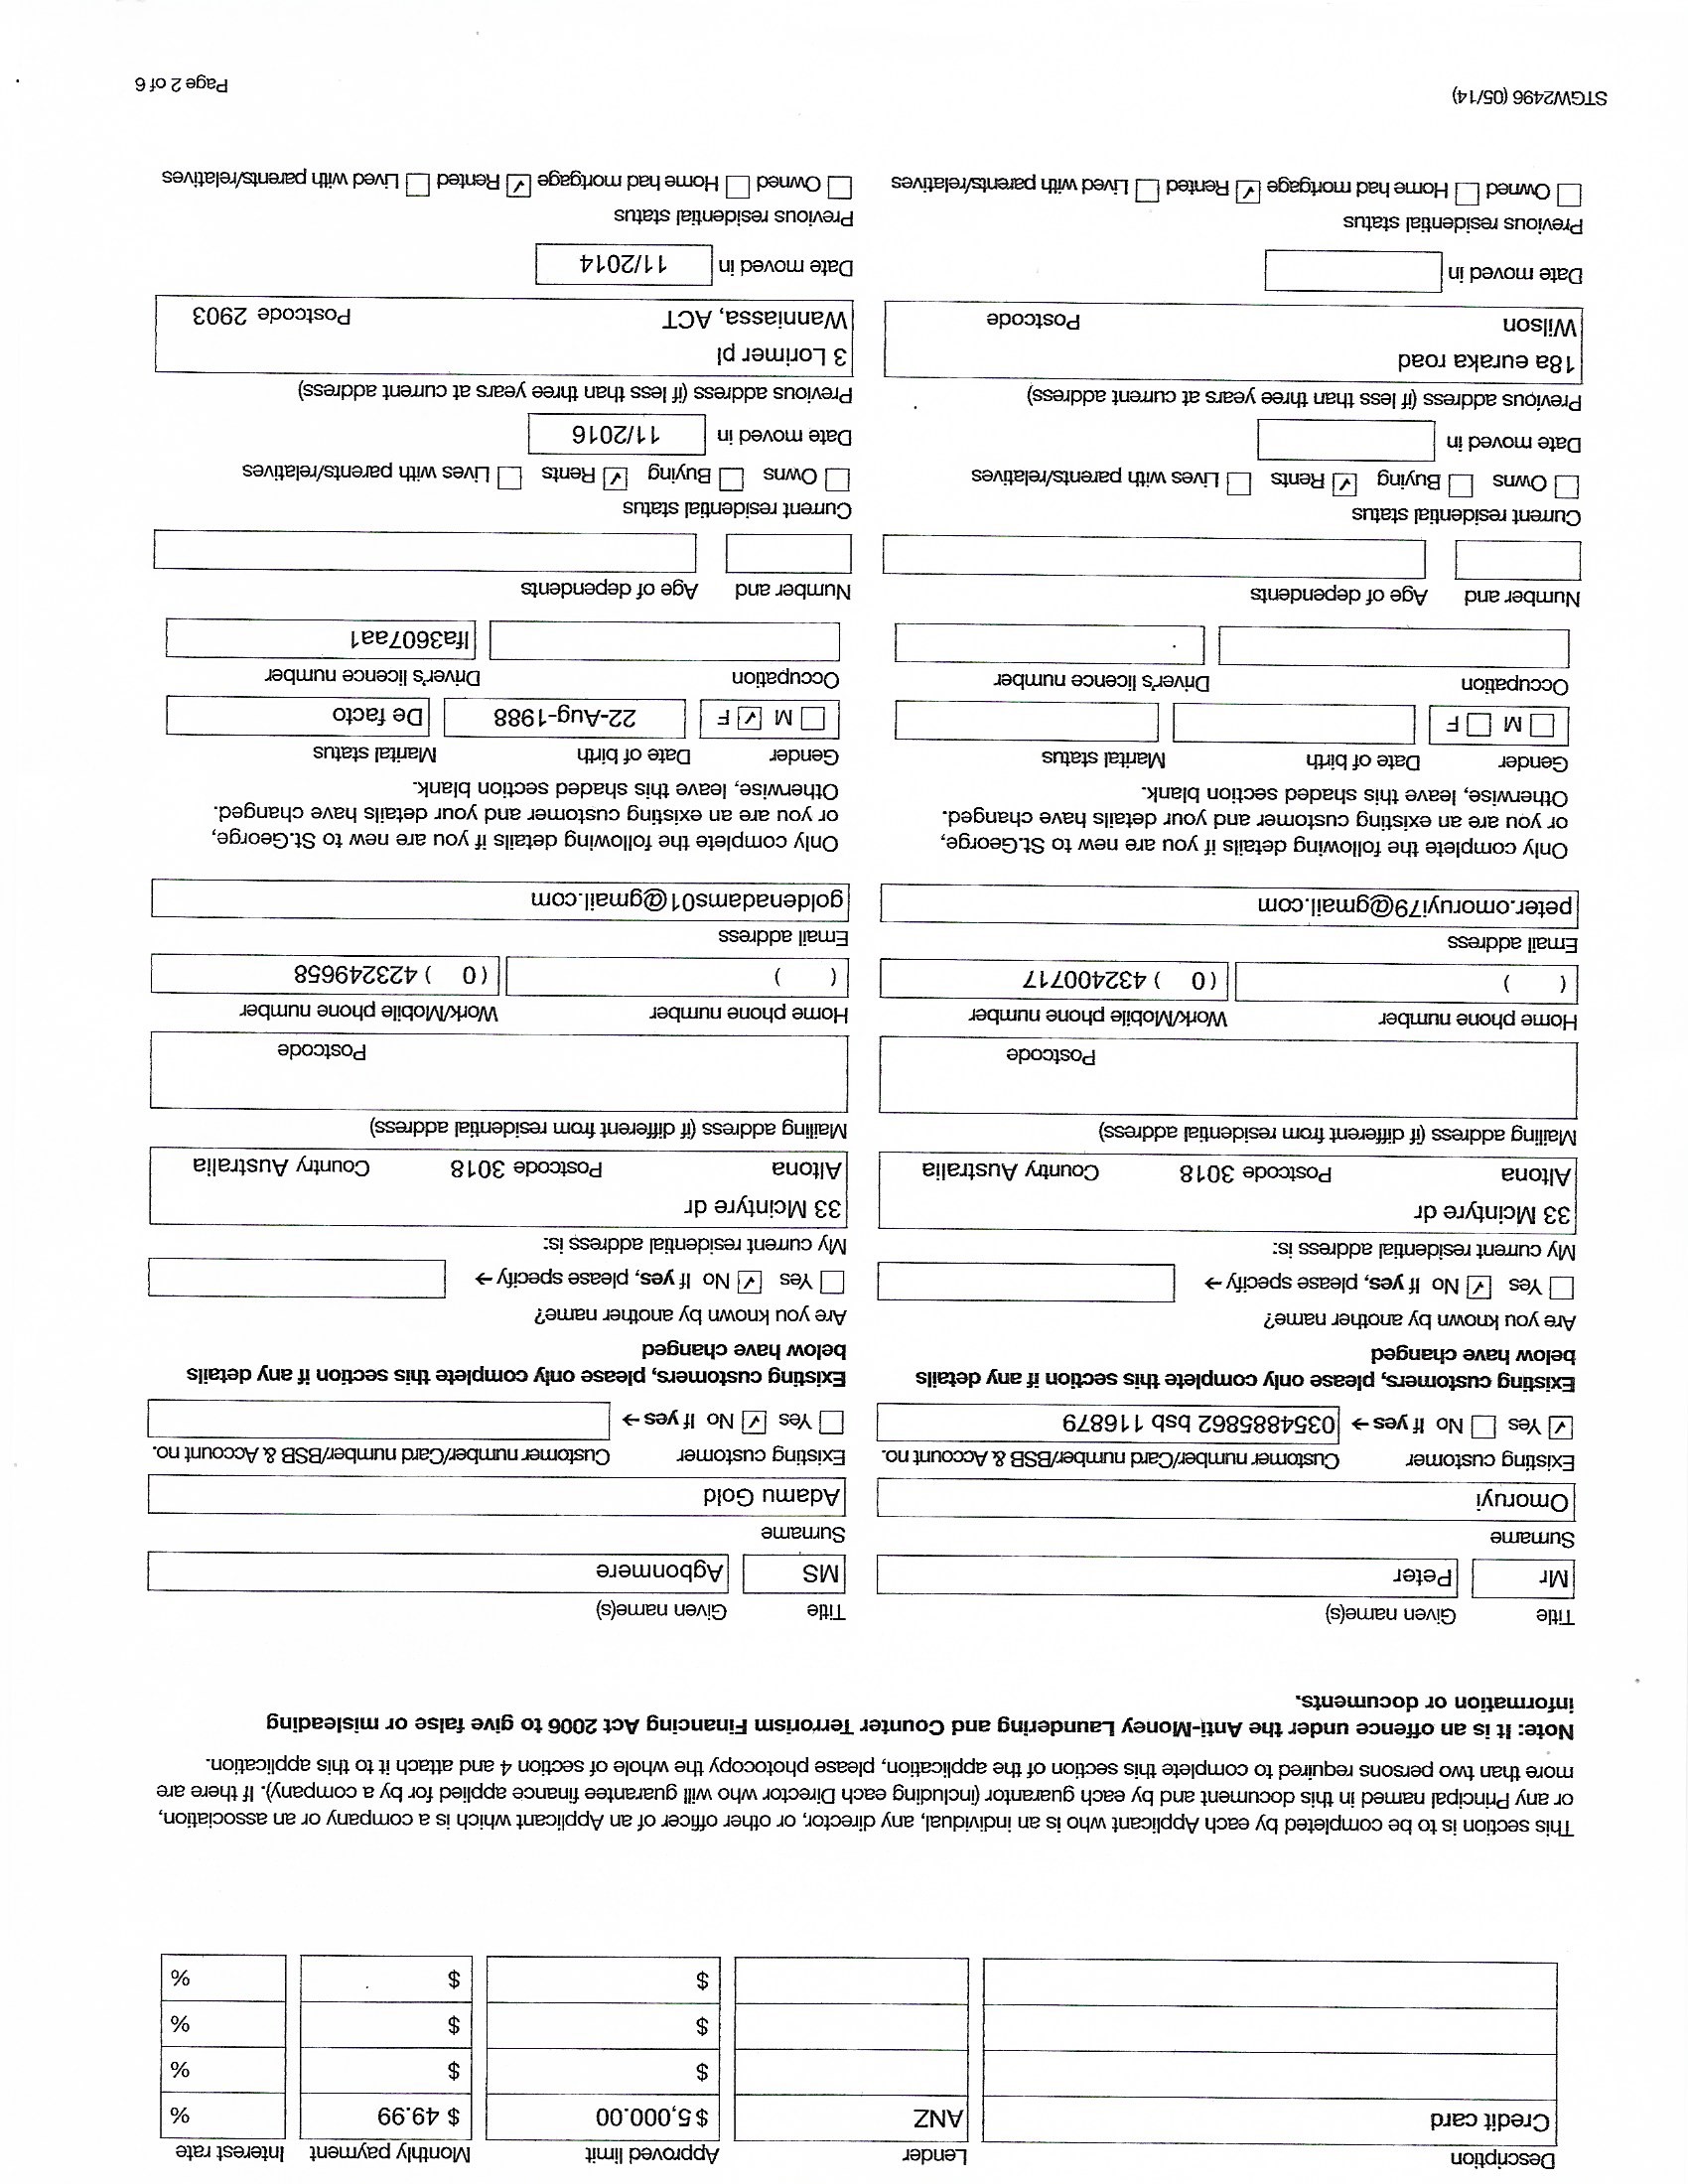 Description Lender Approved limit Monthly payment Interest rate
Credit card ANZ $ 5,000.00 $ 49.99 %
$ $ %
$ $ %
$ $ %
This section is to be completed by each Applicant who is an individual, any director, or other officer of an Applicant which is a company or an association,
or any Principal named in this document and by each guarantor (including each Director who will guarantee finance applied for by a company). If there are
more than two persons required to complete this section of the application, please photocopy the whole of section 4 and attach it to this application.
Note: It is an offence under the Anti-Money Laundering and Counter Terrorism Financing Act 2006 to give false or misleading
information or documents.
Title Given name(s)
Mr Peter
Surname
Omoruyi
Existing customer Customer number/Card number/BSB & Account no.
☑ Yes ☐ No If yes → 0354885862 bsb 116879
Existing customers, please only complete this section if any details
below have changed
Are you known by another name?
☐ Yes ☑ No If yes, please specify →
My current residential address is:
33 Mcintyre dr
Altona Postcode 3018 Country Australia
Mailing address (if different from residential address)
Postcode
Home phone number Work/Mobile phone number
( ) (0 ) 432400717
Email address
peter.omoruyi79@gmail.com
Only complete the following details if you are new to St.George,
or you are an existing customer and your details have changed.
Otherwise, leave this shaded section blank.
Gender Date of birth Marital status
☐ M ☐ F
Occupation Driver's licence number
Number and Age of dependents
Current residential status
☐ Owns ☐ Buying ☑ Rents ☐ Lives with parents/relatives
Date moved in
Previous address (if less than three years at current address)
18a euraka road
Wilson Postcode
Date moved in
Previous residential status
☐ Owned ☐ Home had mortgage ☑ Rented ☐ Lived with parents/relatives
Title Given name(s)
MS Agbonmere
Surname
Adamu Gold
Existing customer Customer number/Card number/BSB & Account no.
☐ Yes ☑ No If yes →
Existing customers, please only complete this section if any details
below have changed
Are you known by another name?
☐ Yes ☑ No If yes, please specify →
My current residential address is:
33 Mcintyre dr
Altona Postcode 3018 Country Australia
Mailing address (if different from residential address)
Postcode
Home phone number Work/Mobile phone number
( ) (0 ) 423249658
Email address
goldenadams01@gmail.com
Only complete the following details if you are new to St.George,
or you are an existing customer and your details have changed.
Otherwise, leave this shaded section blank.
Gender Date of birth Marital status
☐ M ☑ F 22-Aug-1988 De facto
Occupation Driver's licence number
lfa3607aa1
Number and Age of dependents
Current residential status
☐ Owns ☐ Buying ☑ Rents ☐ Lives with parents/relatives
Date moved in 11/2016
Previous address (if less than three years at current address)
3 Lorimer pl
Wanniassa, ACT Postcode 2903
Date moved in 11/2014
Previous residential status
☐ Owned ☐ Home had mortgage ☑ Rented ☐ Lived with parents/relatives
STGW2496 (05/14) Page 2 of 6